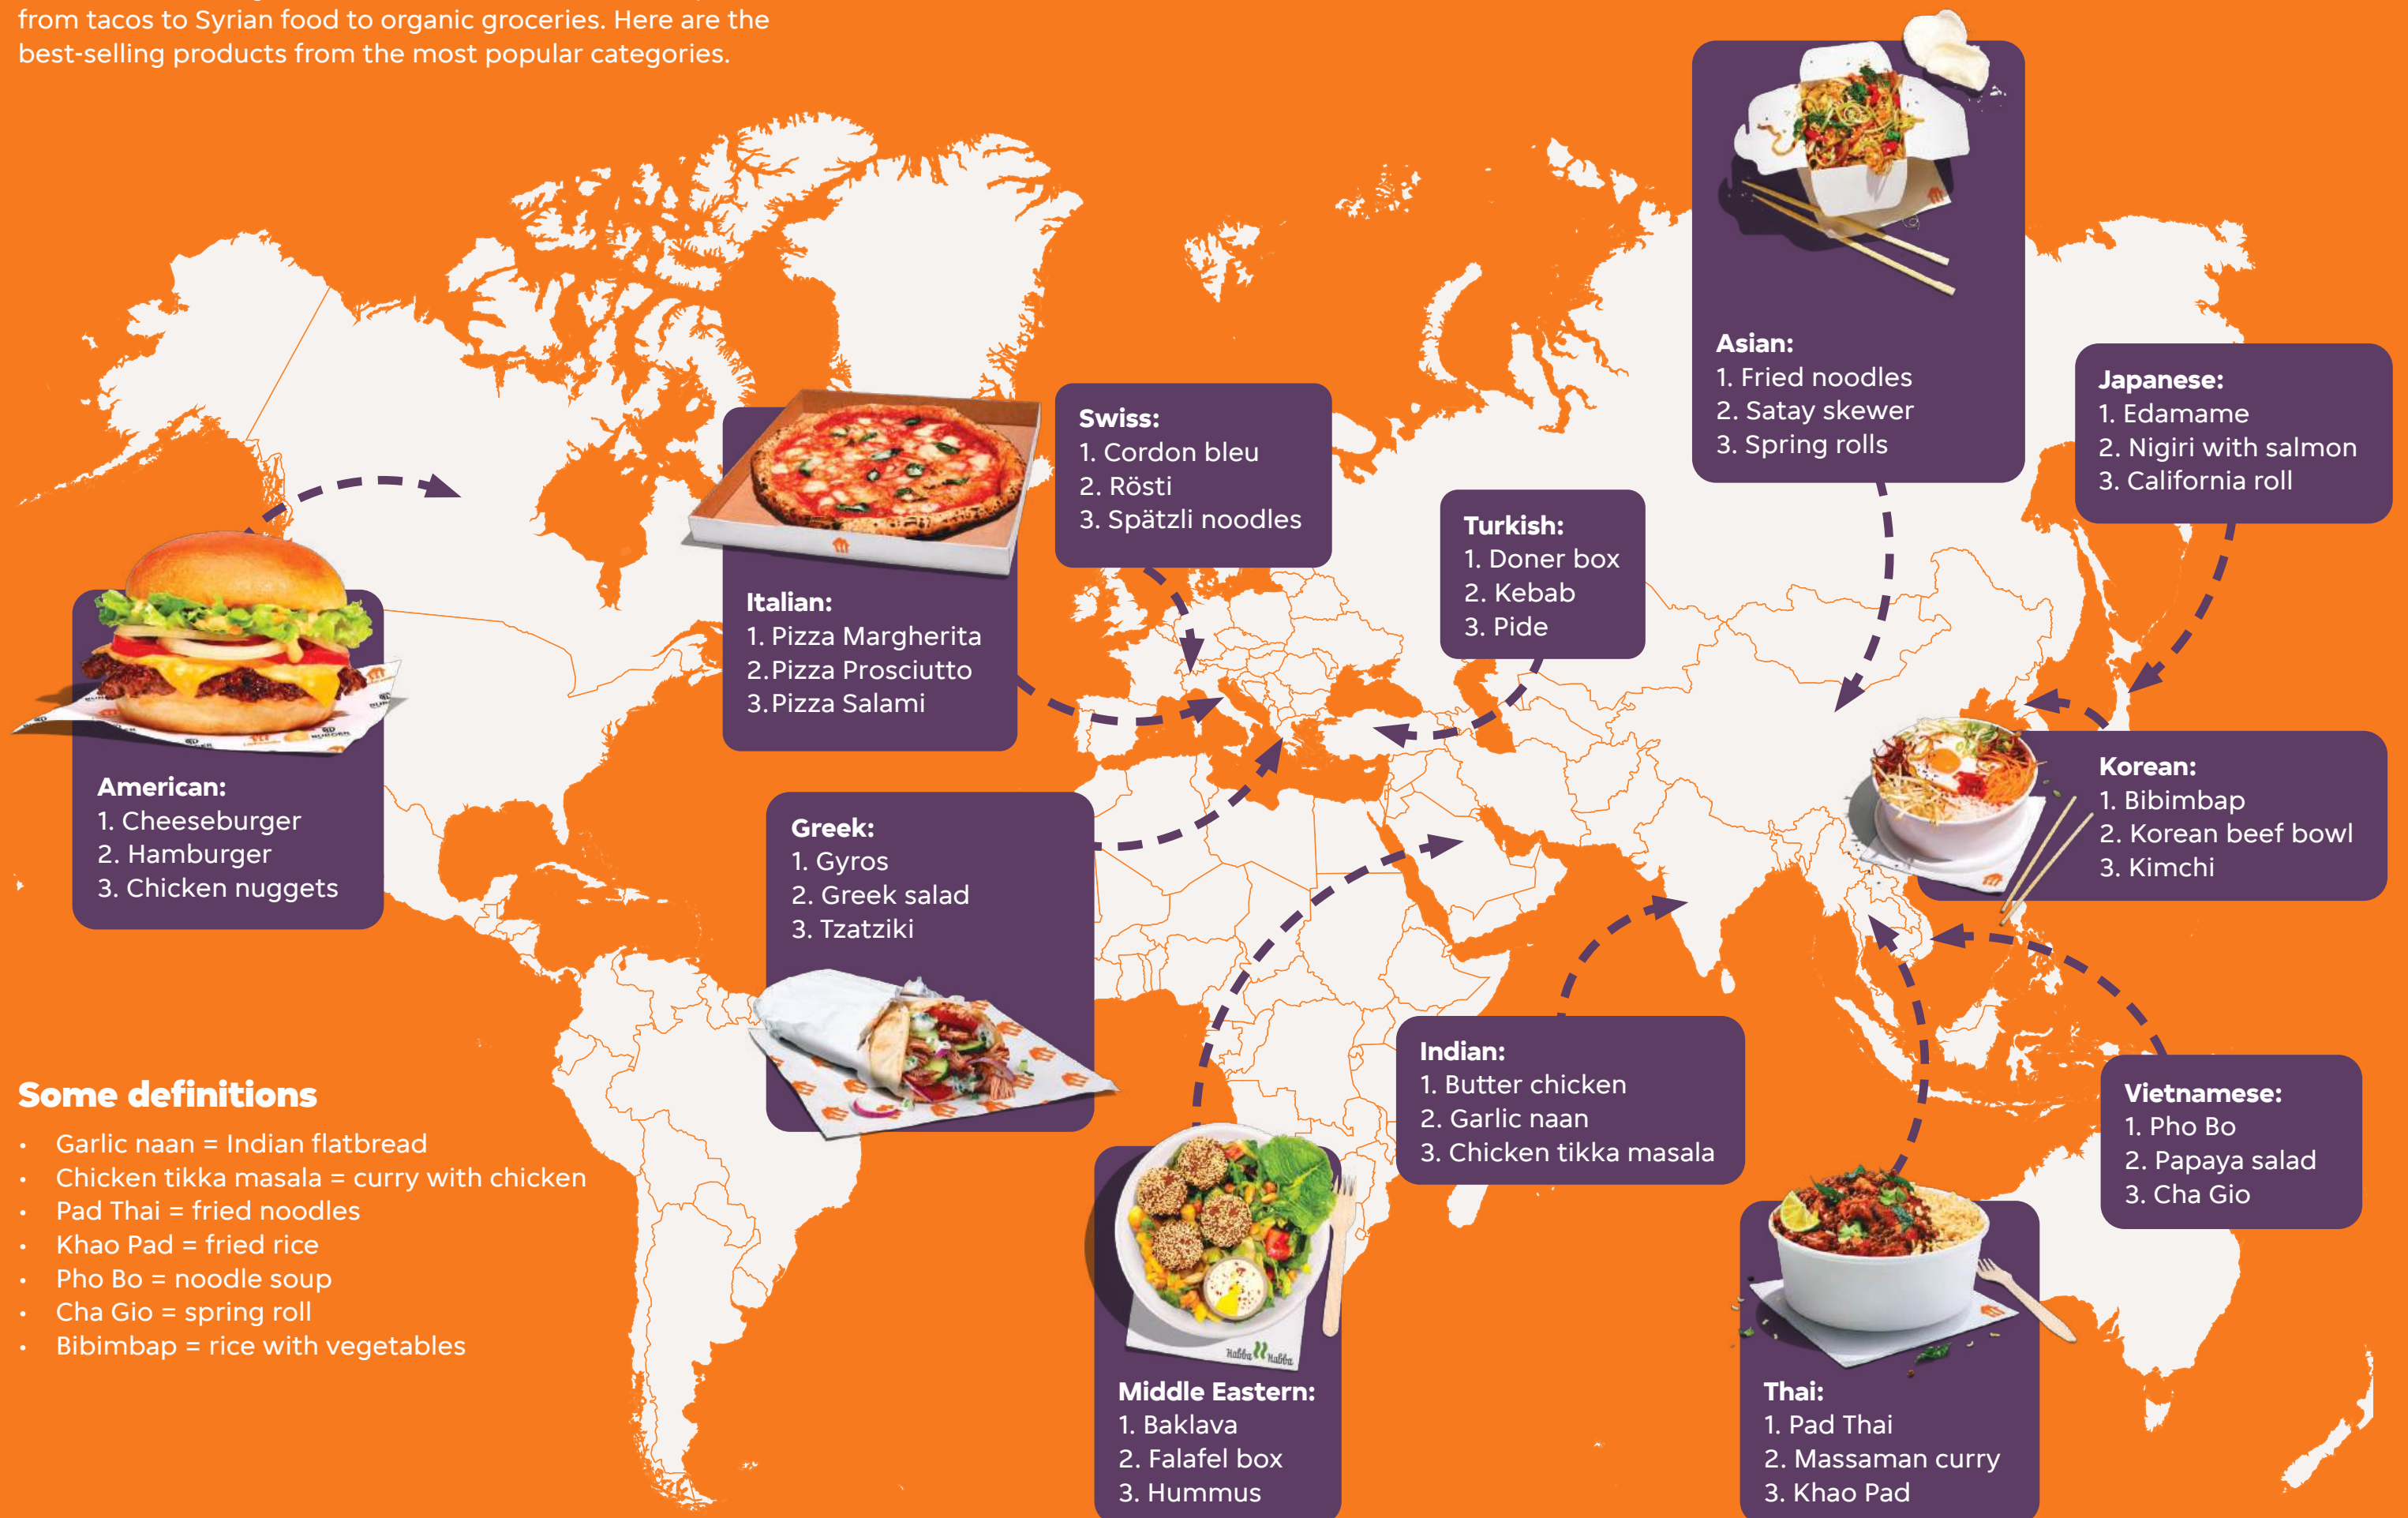 from tacos to Syrian food to organic groceries. Here are the
best-selling products from the most popular categories.
Asian:
1. Fried noodles
2. Satay skewer
3. Spring rolls
Japanese:
1. Edamame
2. Nigiri with salmon
3. California roll
Swiss:
1. Cordon bleu
2. Rösti
3. Spätzli noodles
Turkish:
1. Doner box
2. Kebab
3. Pide
Italian:
1. Pizza Margherita
2.Pizza Prosciutto
3.Pizza Salami
American:
1. Cheeseburger
2. Hamburger
3. Chicken nuggets
Korean:
1. Bibimbap
2. Korean beef bowl
3. Kimchi
Greek:
1. Gyros
2. Greek salad
3. Tzatziki
Indian:
1. Butter chicken
2. Garlic naan
3. Chicken tikka masala
Vietnamese:
1. Pho Bo
2. Papaya salad
3. Cha Gio
Some definitions
• Garlic naan = Indian flatbread
• Chicken tikka masala = curry with chicken
• Pad Thai = fried noodles
• Khao Pad = fried rice
• Pho Bo = noodle soup
• Cha Gio = spring roll
• Bibimbap = rice with vegetables
Habba Habba
Middle Eastern:
1. Baklava
2. Falafel box
3. Hummus
Thai:
1. Pad Thai
2. Massaman curry
3. Khao Pad